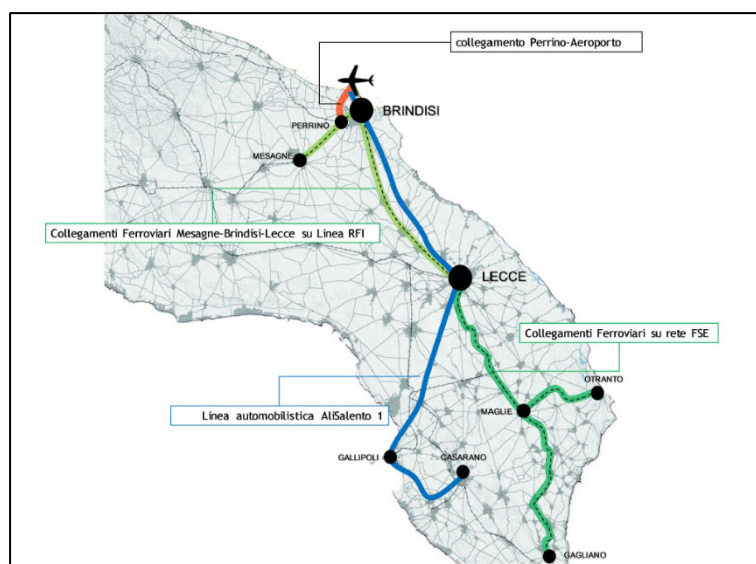 collegamento Perrino-Aeroporto
BRINDISI
PERRINO
MESAGNE
Collegamenti Ferroviari Mesagne-Brindisi-Lecce su Linea RFI
LECCE
Collegamenti Ferroviari su rete FSE
OTRANTO
MAGLIE
Linea automobilistica AliSalento 1
GALLIPOLI
CASARANO
GAGLIANO